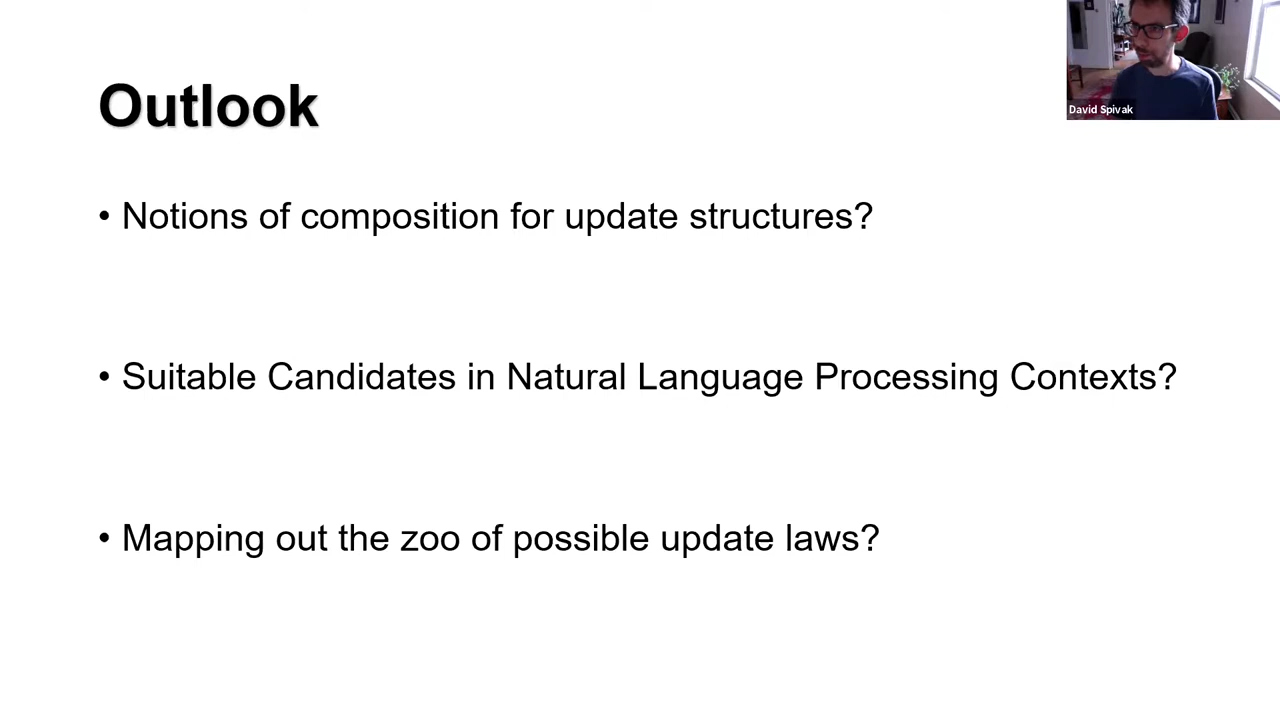 Outlook
David Spivak
• Notions of composition for update structures?
• Suitable Candidates in Natural Language Processing Contexts?
• Mapping out the zoo of possible update laws?